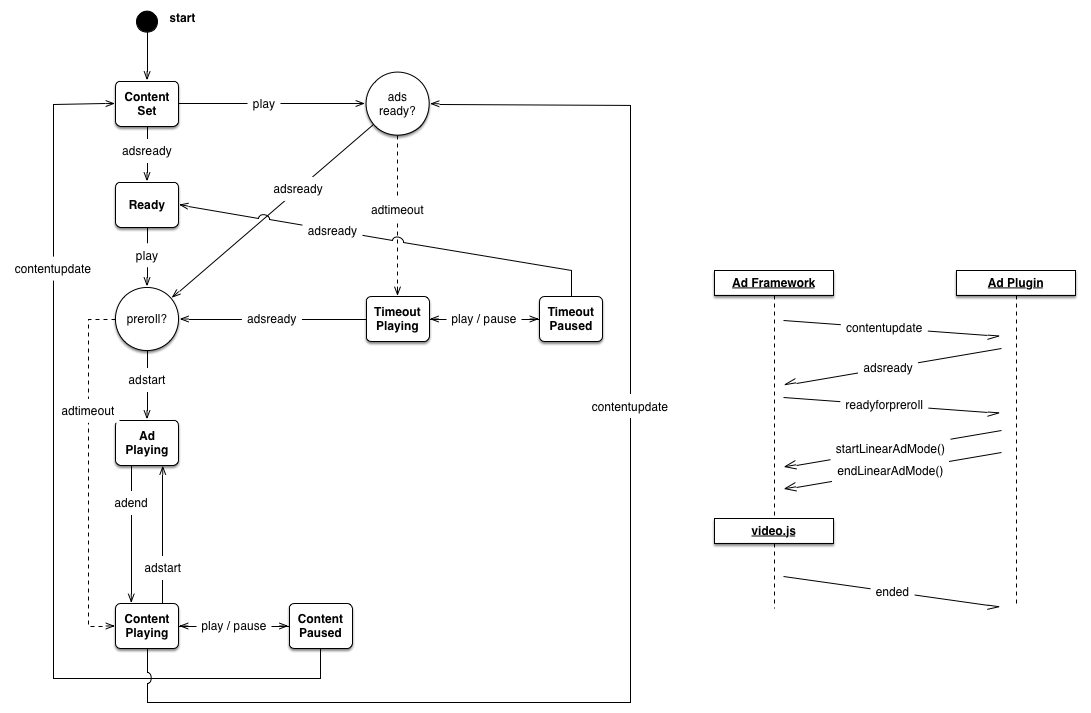 start
Content
Set
play
ads
ready?
adsready
adsready
Ready
adtimeout
adsready
play
contentupdate
preroll?
adsready
Timeout
Playing
play / pause
Timeout
Paused
adstart
adtimeout
contentupdate
Ad
Playing
adend
adstart
Content
Playing
play / pause
Content
Paused
Ad Framework
Ad Plugin
contentupdate
adsready
readyforpreroll
startLinearAdMode()
endLinearAdMode()
video.js
ended